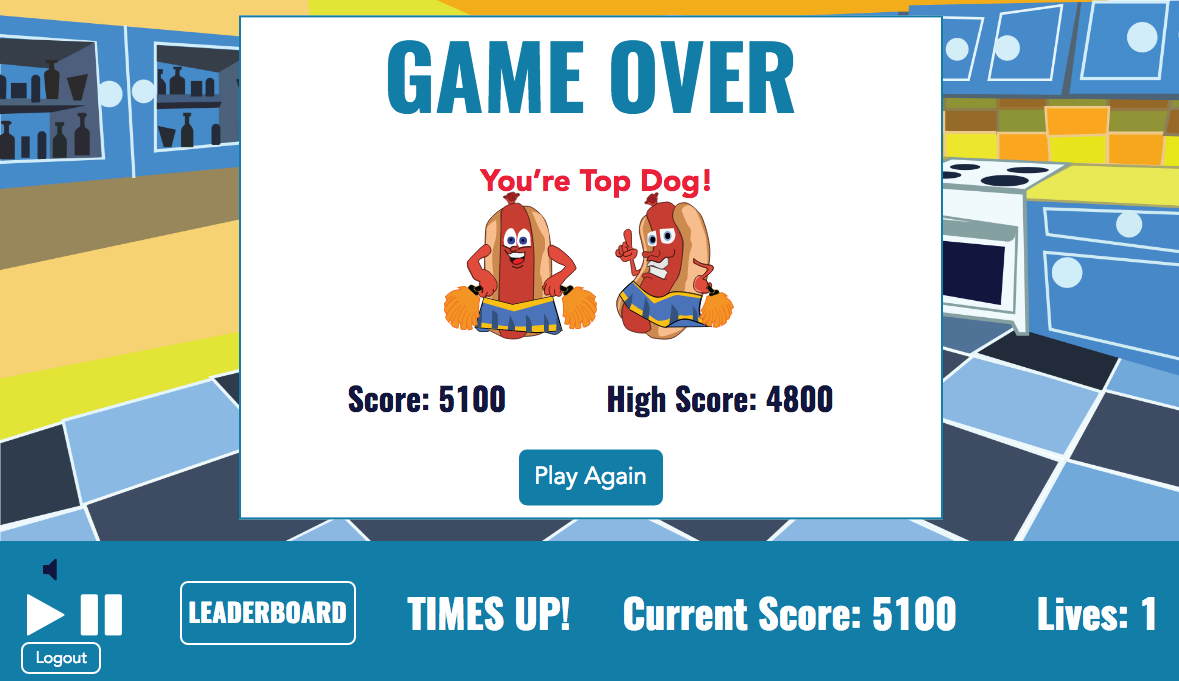 GAME OVER
You're Top Dog!
Score: 5100 High Score: 4800
Play Again
LEADERBOARD TIMES UP! Current Score: 5100 Lives: 1
Logout